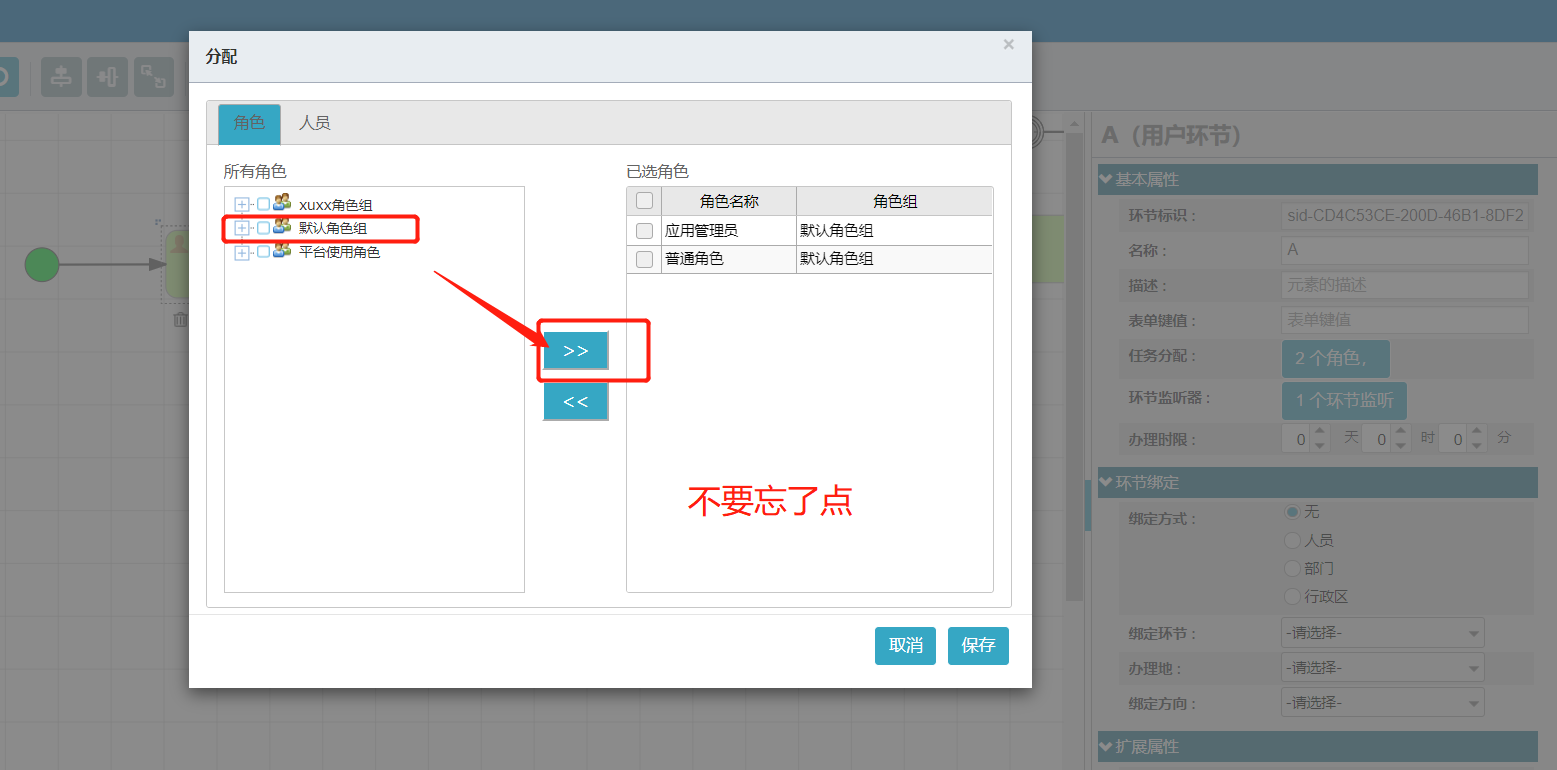 分配
×
角色
人员
所有角色
xuxx角色组
默认角色组
平台使用角色
>>
<<
已选角色
角色名称 角色组
应用管理员 默认角色组
普通角色 默认角色组
不要忘了点
取消
保存
A（用户环节）
基本属性
环节标识： sid-CD4C53CE-200D-46B1-8DF2
名称： A
描述： 元素的描述
表单键值： 表单键值
任务分配： 2 个角色，
环节监听器： 1 个环节监听
办理时限： 0 天 0 时 0 分
环节绑定
绑定方式： 无
人员
部门
行政区
绑定环节： -请选择-
办理地： -请选择-
绑定方向： -请选择-
扩展属性